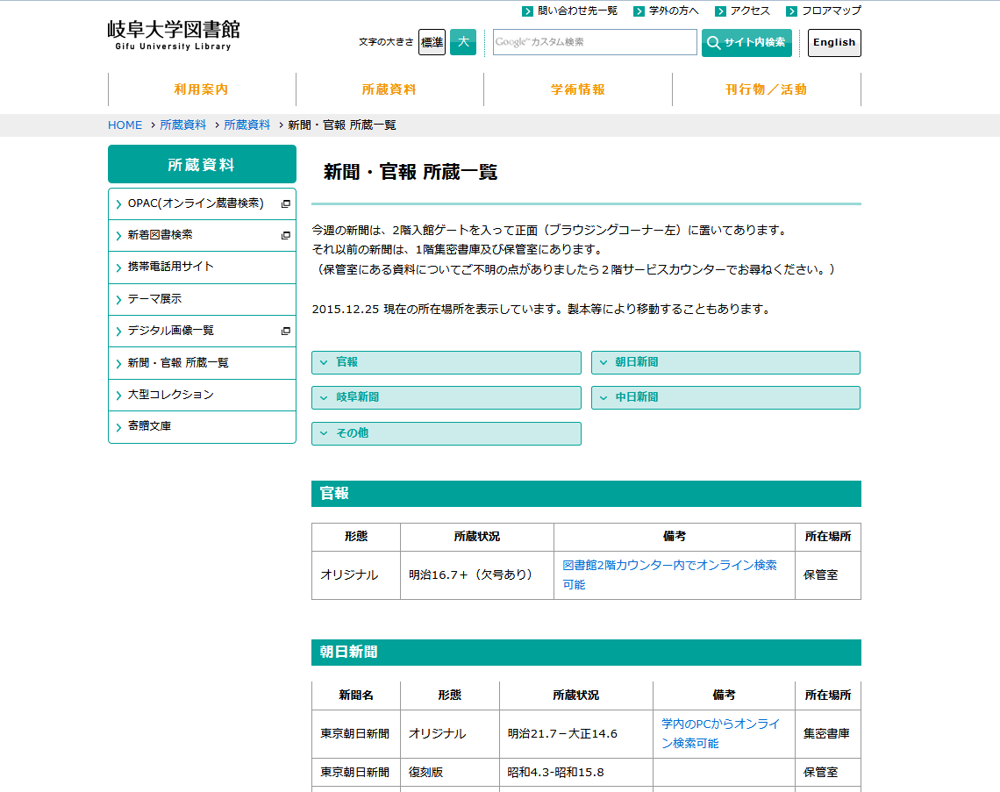 問い合わせ先一覧 学外の方へ アクセス フロアマップ
岐阜大学図書館
Gifu University Library
文字の大きさ 標準 大 Google™カスタム検索 サイト内検索 English
利用案内 所蔵資料 学術情報 刊行物／活動
HOME 所蔵資料 所蔵資料 新聞・官報 所蔵一覧
所蔵資料
OPAC(オンライン蔵書検索)
新着図書検索
携帯電話用サイト
テーマ展示
デジタル画像一覧
新聞・官報 所蔵一覧
大型コレクション
寄贈文庫
新聞・官報 所蔵一覧
今週の新聞は、2階入館ゲートを入って正面（ブラウジングコーナー左）に置いてあります。
それ以前の新聞は、1階集密書庫及び保管室にあります。
（保管室にある資料についてご不明の点がありましたら２階サービスカウンターでお尋ねください。）
2015.12.25 現在の所在場所を表示しています。製本等により移動することもあります。
官報 朝日新聞
岐阜新聞 中日新聞
その他
官報
形態 所蔵状況 備考 所在場所
オリジナル 明治16.7＋（欠号あり） 図書館2階カウンター内でオンライン検索
可能 保管室
朝日新聞
新聞名 形態 所蔵状況 備考 所在場所
東京朝日新聞 オリジナル 明治21.7－大正14.6 学内のPCからオンライ
ン検索可能 集密書庫
東京朝日新聞 復刻版 昭和4.3-昭和15.8 保管室